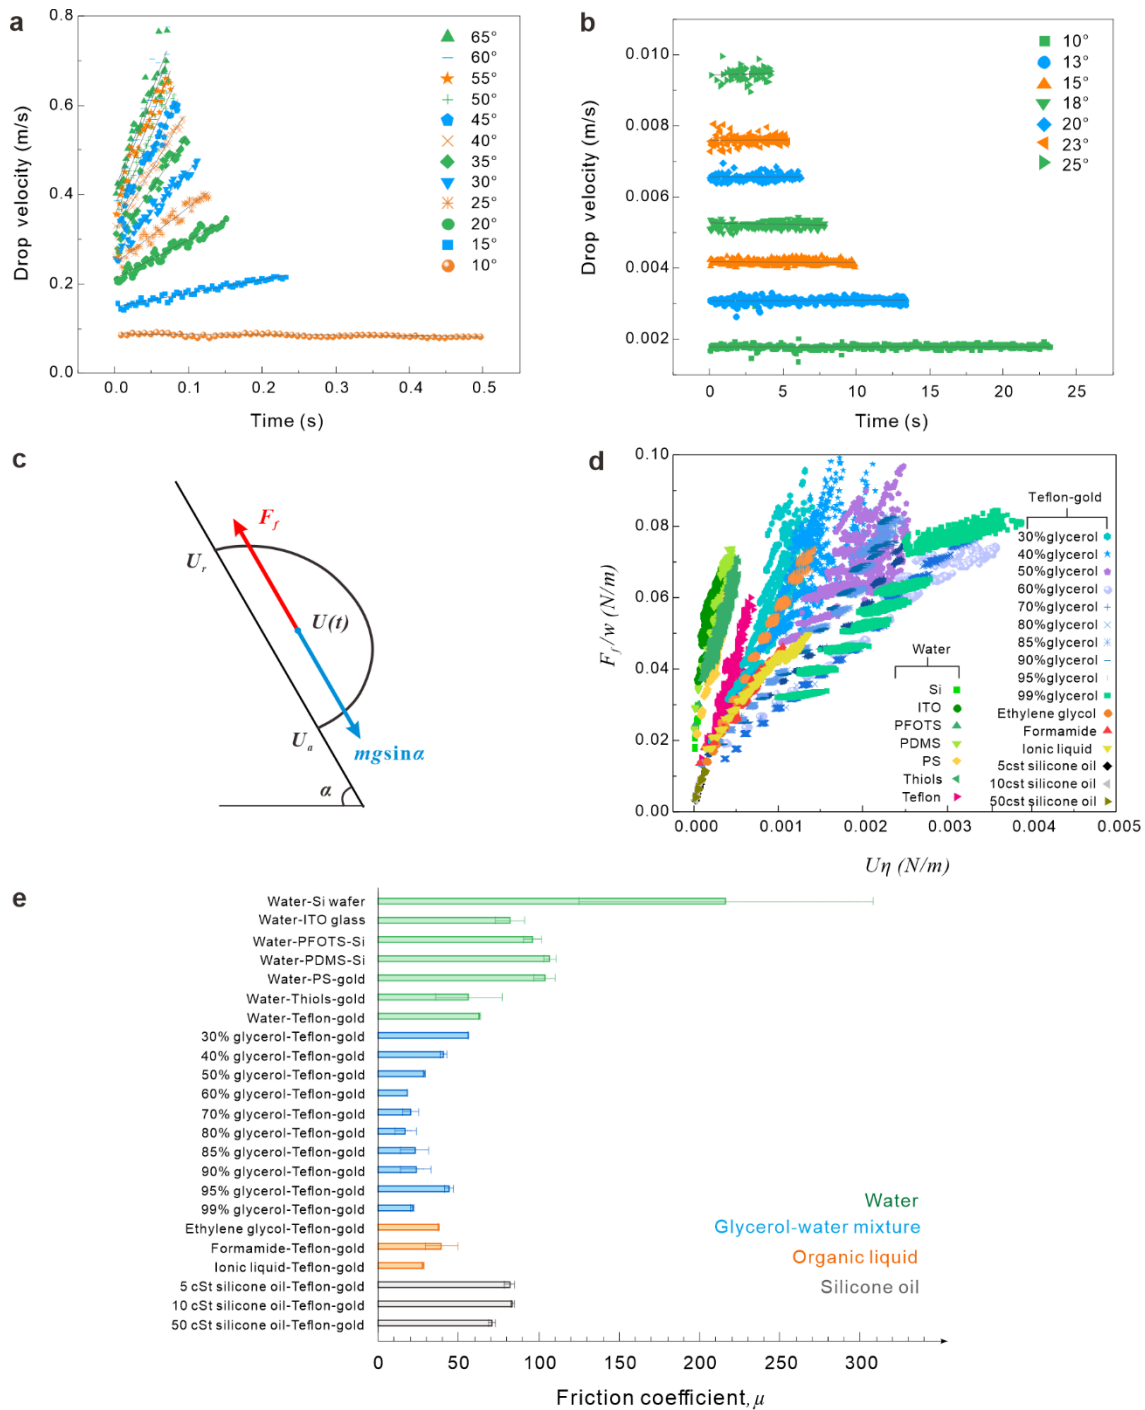 a
0.8
0.6
0.4
0.2
0.0
Drop velocity (m/s)
65°
60°
55°
50°
45°
40°
35°
30°
25°
20°
15°
10°
0.0 0.1 0.2 0.3 0.4 0.5
Time (s)
b
0.010
0.008
0.006
0.004
0.002
Drop velocity (m/s)
10°
13°
15°
18°
20°
23°
25°
0 5 10 15 20 25
Time (s)
c
F_f
U_r
U(t)
U_a
mgsinα
α
d
0.10
0.08
0.06
0.04
0.02
0.00
F_f/w (N/m)
Teflon-gold
30%glycerol
40%glycerol
50%glycerol
60%glycerol
70%glycerol
80%glycerol
85%glycerol
90%glycerol
95%glycerol
99%glycerol
Ethylene glycol
Formamide
Ionic liquid
5cst silicone oil
10cst silicone oil
50cst silicone oil
Water
Si
ITO
PFOTS
PDMS
PS
Thiols
Teflon
0.000 0.001 0.002 0.003 0.004 0.005
Uη (N/m)
e
Water-Si wafer
Water-ITO glass
Water-PFOTS-Si
Water-PDMS-Si
Water-PS-gold
Water-Thiols-gold
Water-Teflon-gold
30% glycerol-Teflon-gold
40% glycerol-Teflon-gold
50% glycerol-Teflon-gold
60% glycerol-Teflon-gold
70% glycerol-Teflon-gold
80% glycerol-Teflon-gold
85% glycerol-Teflon-gold
90% glycerol-Teflon-gold
95% glycerol-Teflon-gold
99% glycerol-Teflon-gold
Ethylene glycol-Teflon-gold
Formamide-Teflon-gold
Ionic liquid-Teflon-gold
5 cSt silicone oil-Teflon-gold
10 cSt silicone oil-Teflon-gold
50 cSt silicone oil-Teflon-gold
Water
Glycerol-water mixture
Organic liquid
Silicone oil
0 50 100 150 200 250 300
Friction coefficient, μ